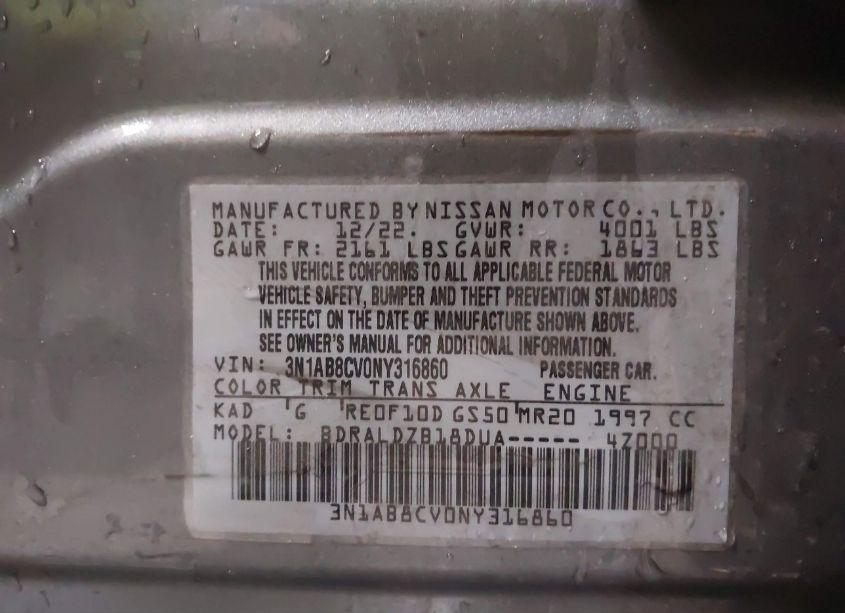 MANUFACTURED BY NISSAN MOTOR CO., LTD.
DATE: 12/22. GVWR: 4001 LBS
GAWR FR: 2161 LBS GAWR RR: 1863 LBS
THIS VEHICLE CONFORMS TO ALL APPLICABLE FEDERAL MOTOR
VEHICLE SAFETY, BUMPER AND THEFT PREVENTION STANDARDS
IN EFFECT ON THE DATE OF MANUFACTURE SHOWN ABOVE.
SEE OWNER'S MANUAL FOR ADDITIONAL INFORMATION.
VIN: 3N1AB8CV0NY316860 PASSENGER CAR.
COLOR TRIM TRANS AXLE ENGINE
KAD G RE0F10D GS50 MR20 1997 CC
MODEL: BDRALDZB18DUA----- 4Z000
3N1AB8CV0NY316860